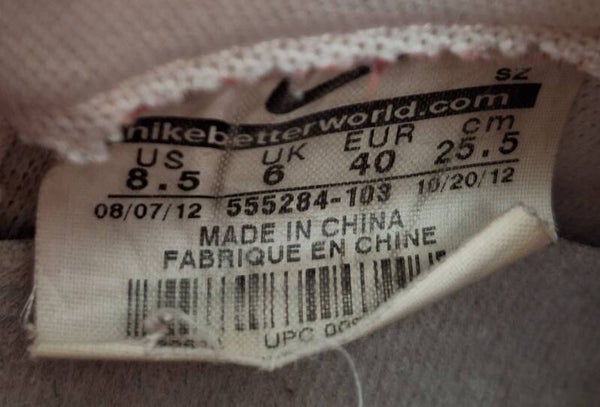 SZ
nikebetterworld.com
US UK EUR cm
8.5 6 40 25.5
08/07/12 555284-103 10/20/12
MADE IN CHINA
FABRIQUE EN CHINE
UPC